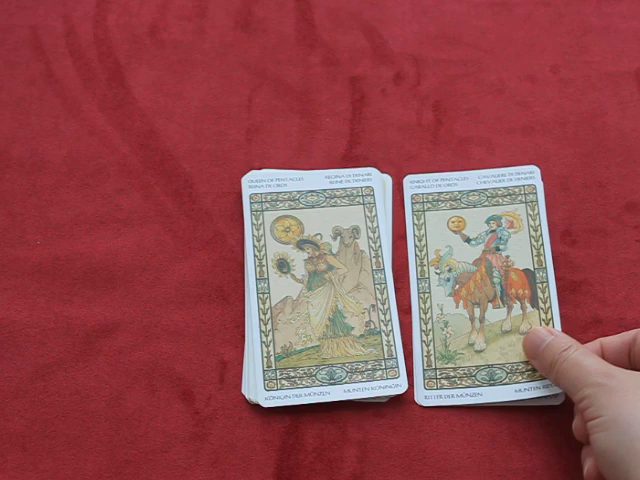 QUEEN OF PENTACLES
REINA DE OROS
REGINA DI DENARI
REINE DE DENIERS
KÖNIGIN DER MÜNZEN
MUNTEN KONINGIN
KNIGHT OF PENTACLES
CABALLO DE OROS
CAVALIERE DI DENARI
CHEVALIER DE DENIERS
RITTER DER MÜNZEN
MUNTEN